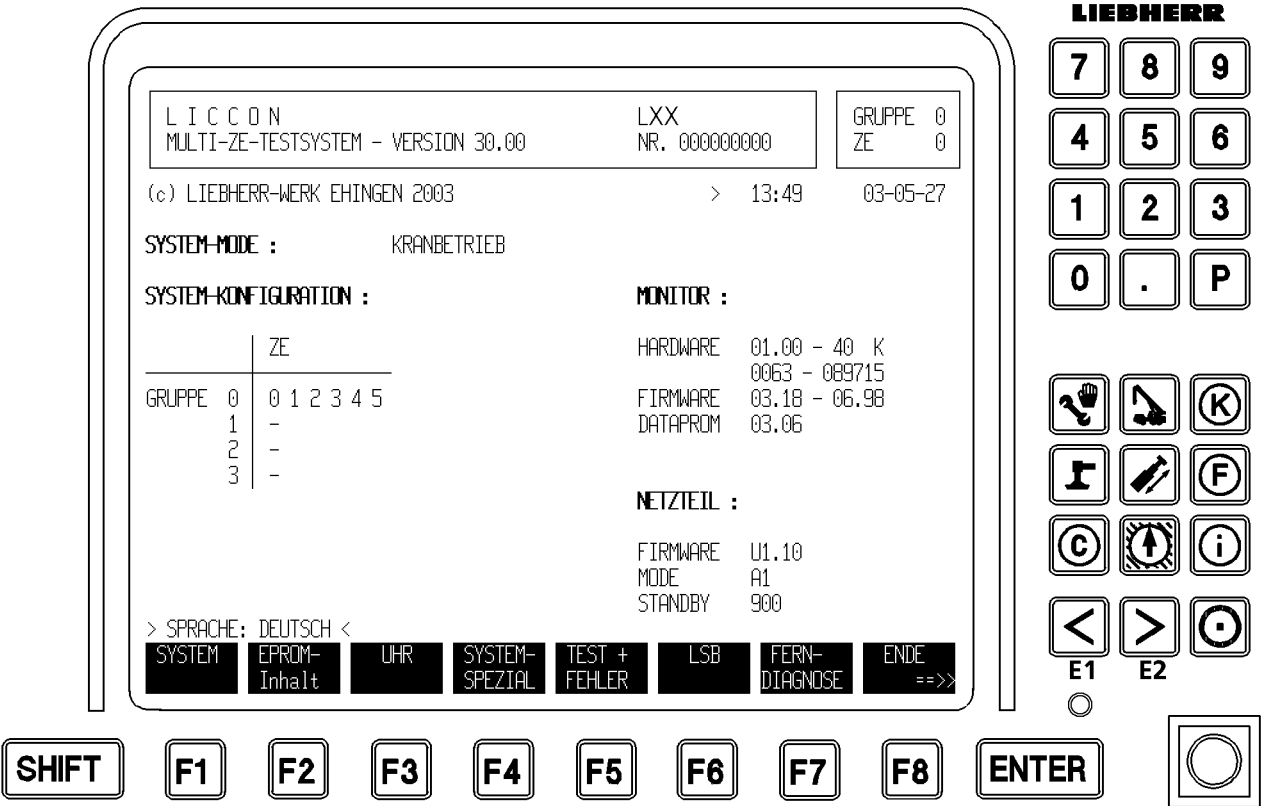 LIEBHERR
L I C C O N LXX GRUPPE 0
MULTI-ZE-TESTSYSTEM - VERSION 30.00 NR. 000000000 ZE 0
(c) LIEBHERR-WERK EHINGEN 2003 > 13:49 03-05-27
SYSTEM-MODE : KRANBETRIEB
SYSTEM-KONFIGURATION : MONITOR :
ZE HARDWARE 01.00 - 40 K
0063 - 089715
GRUPPE 0 0 1 2 3 4 5 FIRMWARE 03.18 - 06.98
1 - DATAPROM 03.06
2 -
3 -
NETZTEIL :
FIRMWARE U1.10
MODE A1
STANDBY 900
> SPRACHE: DEUTSCH <
SYSTEM EPROM- UHR SYSTEM- TEST + LSB FERN- ENDE
Inhalt SPEZIAL FEHLER DIAGNOSE ==>>
7 8 9
4 5 6
1 2 3
0 . P
K
F
C i
< >
E1 E2
SHIFT F1 F2 F3 F4 F5 F6 F7 F8 ENTER